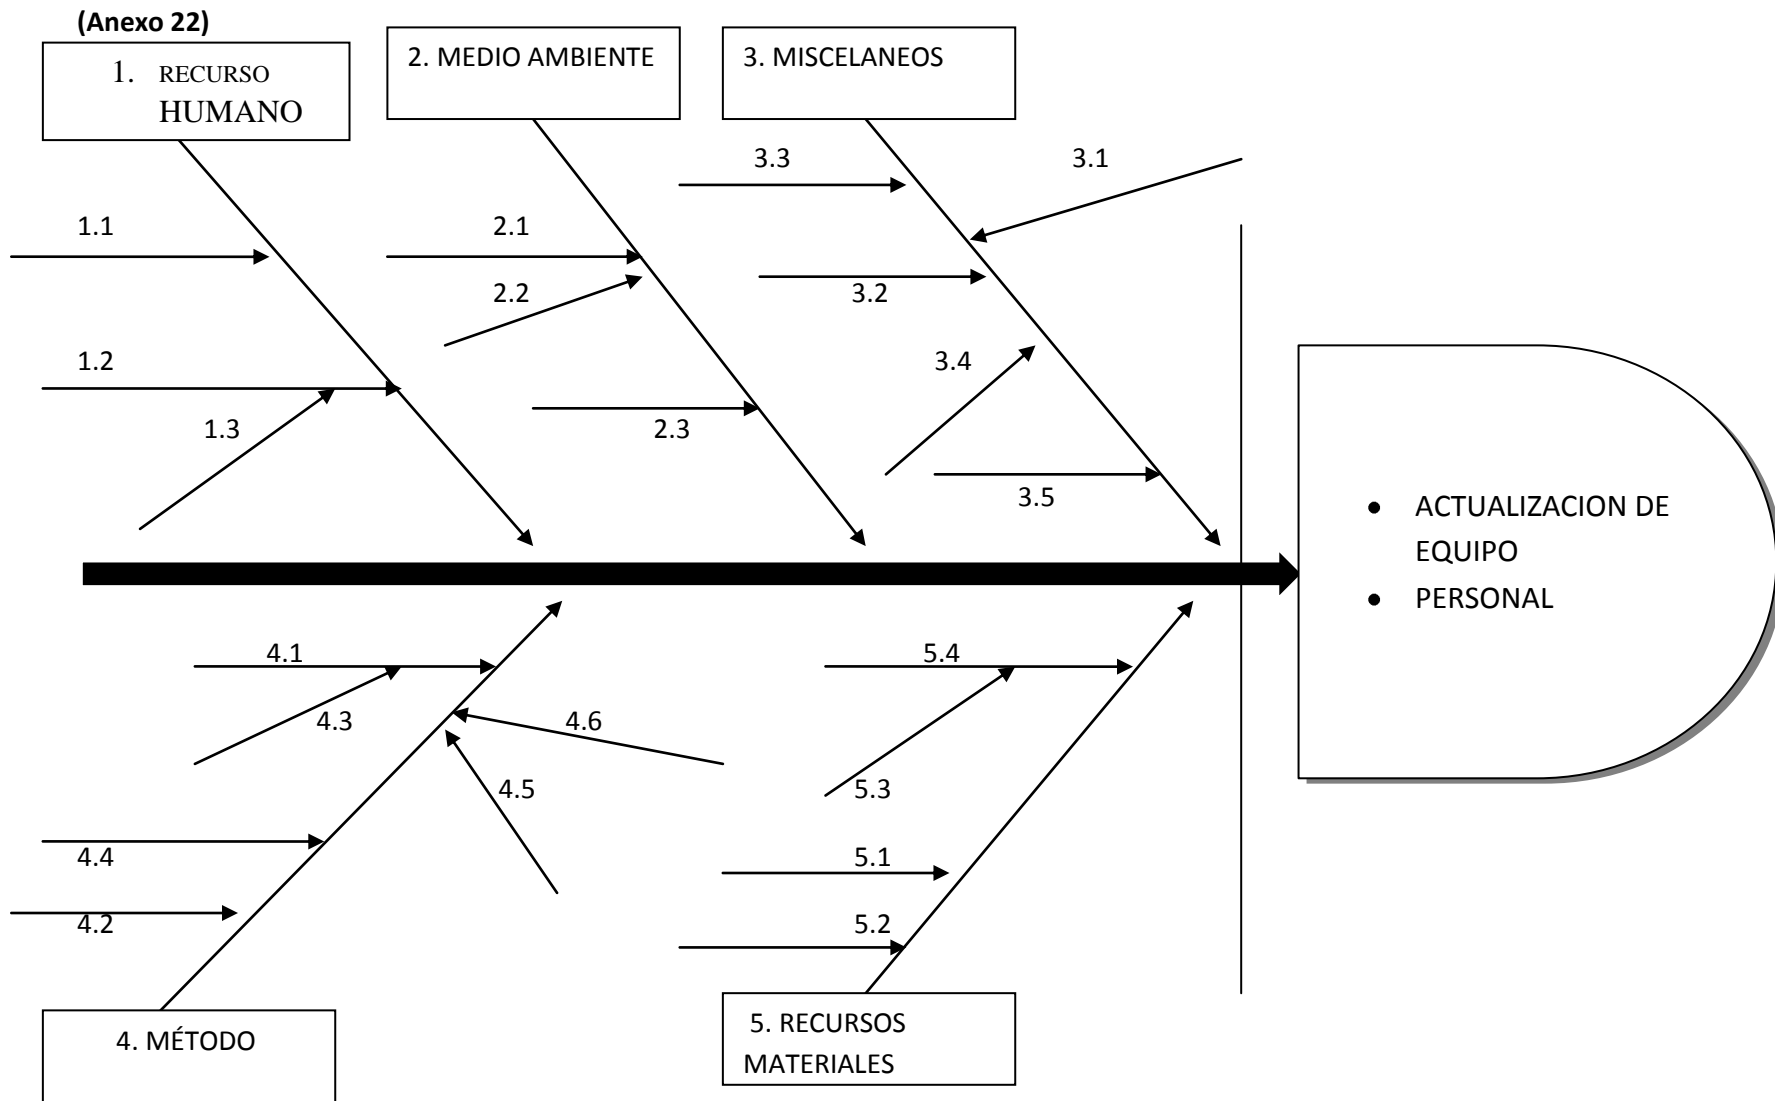 (Anexo 22)
1. RECURSO
HUMANO
2. MEDIO AMBIENTE
3. MISCELANEOS
3.3
3.1
1.1
2.1
2.2
3.2
1.2
3.4
1.3
2.3
3.5
● ACTUALIZACION DE
EQUIPO
● PERSONAL
4.1
5.4
4.3
4.6
4.5
5.3
4.4
5.1
4.2
5.2
4. MÉTODO
5. RECURSOS
MATERIALES